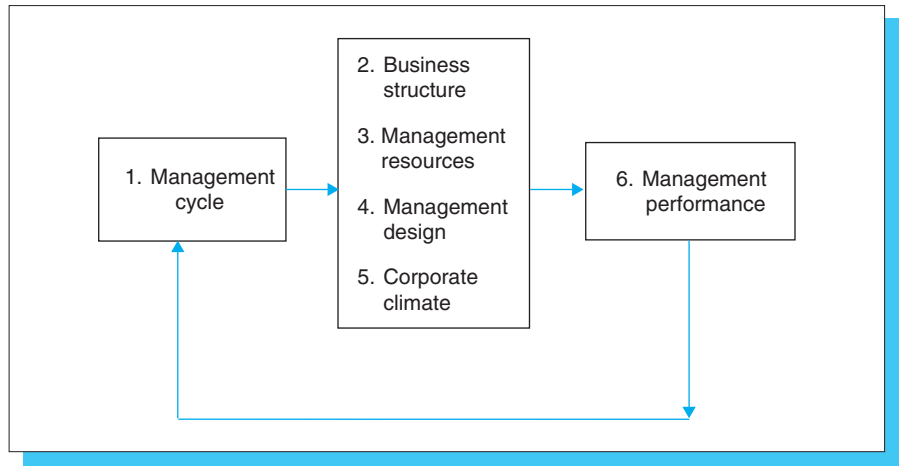 1. Management
cycle
2. Business
structure
3. Management
resources
4. Management
design
5. Corporate
climate
6. Management
performance